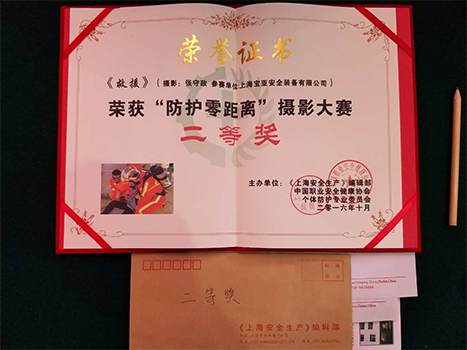 荣誉证书
《救援》（摄影：张守政 参赛单位:上海宝亚安全装备有限公司）
荣获“防护零距离”摄影大赛
二等奖
主办单位：《上海安全生产》编辑部
中国职业安全健康协会
个体防护专业委员会
二零一六年十月
二等奖
《上海安全生产》编辑部